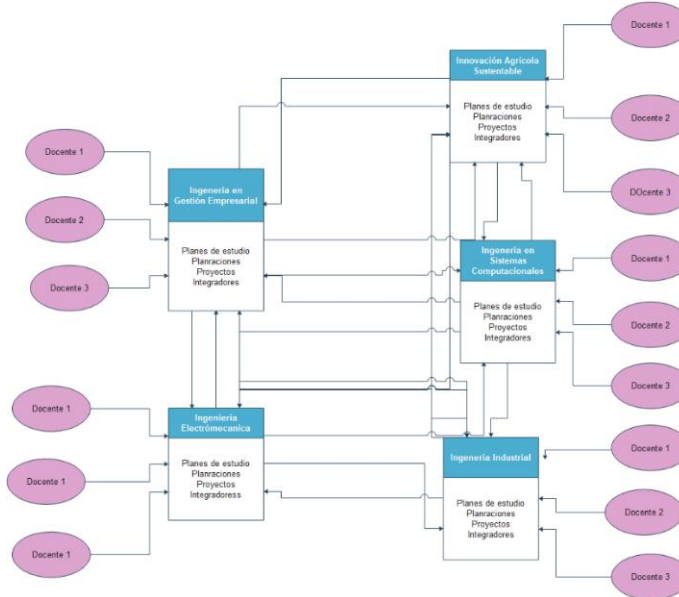 Docente 1
Innovación Agrícola
Sustentable
Planes de estudio
Planraciones
Proyectos
Integradores
Docente 2
DOcente 3
Docente 1
Docente 2
Docente 3
Ingeneria en
Gestión Empresarial
Planes de estudio
Planraciones
Proyectos
Integradores
Ingenieria en
Sistemas
Computacionales
Planes de estudio
Planraciones
Proyectos
Integradores
Docente 1
Docente 2
Docente 3
Docente 1
Docente 1
Docente 1
Ingenieria
Electrómecanica
Planes de estudio
Planraciones
Proyectos
Integradoress
Ingeneria Industrial
Planes de estudio
Planraciones
Proyectos
Integradores
Docente 1
Docente 2
Docente 3